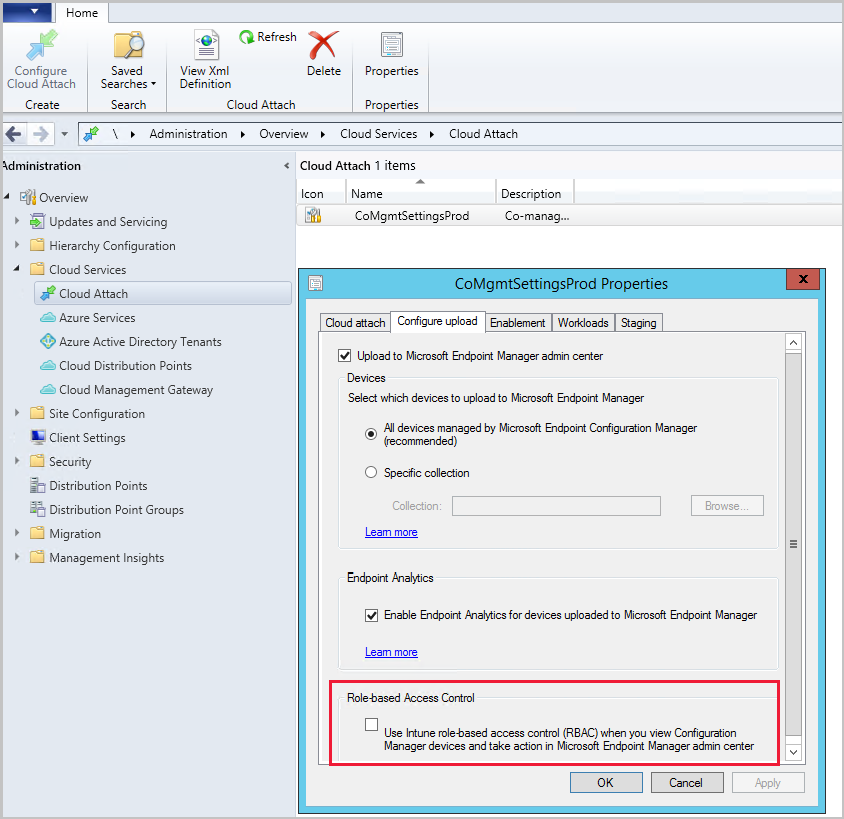 Home
Configure
Cloud Attach
Create
Saved
Searches
Search
View Xml
Definition
Refresh
Delete
Cloud Attach
Properties
Properties
\ Administration Overview Cloud Services Cloud Attach
Administration
Overview
Updates and Servicing
Hierarchy Configuration
Cloud Services
Cloud Attach
Azure Services
Azure Active Directory Tenants
Cloud Distribution Points
Cloud Management Gateway
Site Configuration
Client Settings
Security
Distribution Points
Distribution Point Groups
Migration
Management Insights
Cloud Attach 1 items
Icon Name Description
CoMgmtSettingsProd Co-manag...
CoMgmtSettingsProd Properties
x
Cloud attach Configure upload Enablement Workloads Staging
Upload to Microsoft Endpoint Manager admin center
Devices
Select which devices to upload to Microsoft Endpoint Manager
All devices managed by Microsoft Endpoint Configuration Manager
(recommended)
Specific collection
Collection: Browse...
Learn more
Endpoint Analytics
Enable Endpoint Analytics for devices uploaded to Microsoft Endpoint Manager
Learn more
Role-based Access Control
Use Intune role-based access control (RBAC) when you view Configuration
Manager devices and take action in Microsoft Endpoint Manager admin center
OK Cancel Apply